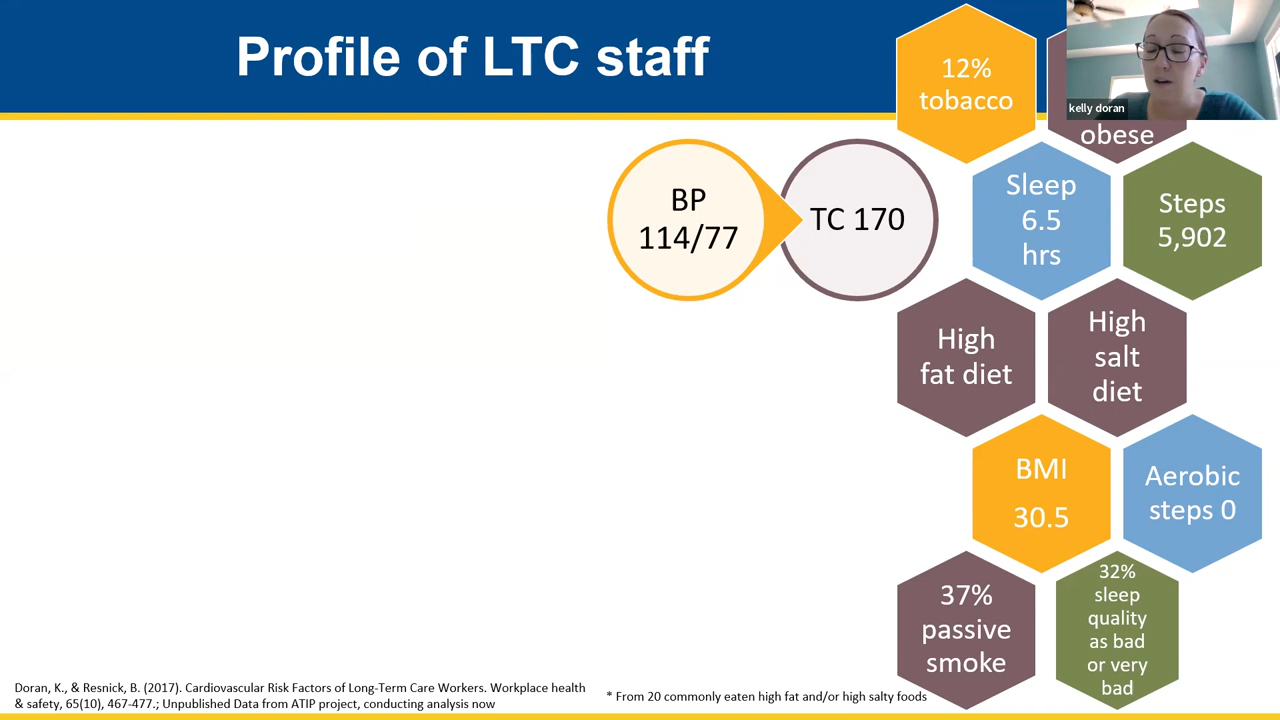 Profile of LTC staff
12%
tobacco
obese
kelly doran
BP
114/77
TC 170
Sleep
6.5
hrs
Steps
5,902
High
fat diet
High
salt
diet
BMI
30.5
Aerobic
steps 0
37%
passive
smoke
32%
sleep
quality
as bad
or very
bad
Doran, K., & Resnick, B. (2017). Cardiovascular Risk Factors of Long-Term Care Workers. Workplace health
& safety, 65(10), 467-477.; Unpublished Data from ATIP project, conducting analysis now
* From 20 commonly eaten high fat and/or high salty foods